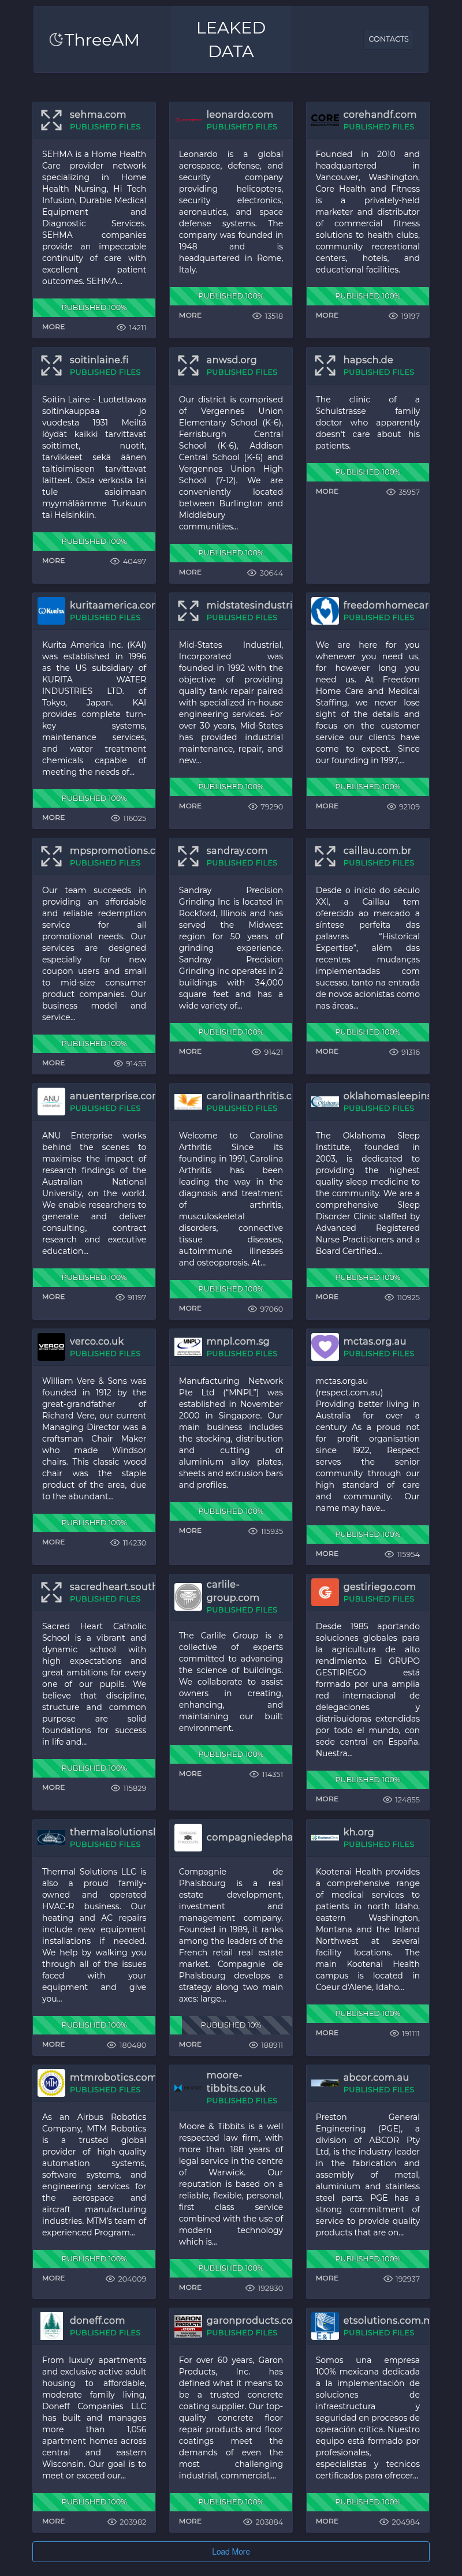 ThreeAM
LEAKED
DATA
CONTACTS
sehma.com
PUBLISHED FILES
SEHMA is a Home Health
Care provider network
specializing in Home
Health Nursing, Hi Tech
Infusion, Durable Medical
Equipment and
Diagnostic Services.
SEHMA companies
provide an impeccable
continuity of care with
excellent patient
outcomes. SEHMA...
PUBLISHED 100%
MORE 14211
leonardo.com
PUBLISHED FILES
Leonardo is a global
aerospace, defense, and
security company
providing helicopters,
security electronics,
aeronautics, and space
defense systems. The
company was founded in
1948 and is
headquartered in Rome,
Italy.
PUBLISHED 100%
MORE 13518
CORE
corehandf.com
PUBLISHED FILES
Founded in 2010 and
headquartered in
Vancouver, Washington,
Core Health and Fitness
is a privately-held
marketer and distributor
of commercial fitness
solutions to health clubs,
community recreational
centers, hotels, and
educational facilities.
PUBLISHED 100%
MORE 19197
soitinlaine.fi
PUBLISHED FILES
Soitin Laine - Luotettavaa
soitinkauppaa jo
vuodesta 1931 Meiltä
löydät kaikki tarvittavat
soittimet, nuotit,
tarvikkeet sekä äänen
taltioimiseen tarvittavat
laitteet. Osta verkosta tai
tule asioimaan
myymäläämme Turkuun
tai Helsinkiin.
PUBLISHED 100%
MORE 40497
anwsd.org
PUBLISHED FILES
Our district is comprised
of Vergennes Union
Elementary School (K-6),
Ferrisburgh Central
School (K-6), Addison
Central School (K-6) and
Vergennes Union High
School (7-12). We are
conveniently located
between Burlington and
Middlebury
communities...
PUBLISHED 100%
MORE 30644
hapsch.de
PUBLISHED FILES
The clinic of a
Schulstrasse family
doctor who apparently
doesn't care about his
patients.
PUBLISHED 100%
MORE 35957
Kurita
kuritaamerica.com
PUBLISHED FILES
Kurita America Inc. (KAI)
was established in 1996
as the US subsidiary of
KURITA WATER
INDUSTRIES LTD. of
Tokyo, Japan. KAI
provides complete turn-
key systems,
maintenance services,
and water treatment
chemicals capable of
meeting the needs of...
PUBLISHED 100%
MORE 116025
midstatesindustri
PUBLISHED FILES
Mid-States Industrial,
Incorporated was
founded in 1992 with the
objective of providing
quality tank repair paired
with specialized in-house
engineering services. For
over 30 years, Mid-States
has provided industrial
maintenance, repair, and
new...
PUBLISHED 100%
MORE 79290
freedomhomecar
PUBLISHED FILES
We are here for you
whenever you need us,
for however long you
need us. At Freedom
Home Care and Medical
Staffing, we never lose
sight of the details and
focus on the customer
service our clients have
come to expect. Since
our founding in 1997,...
PUBLISHED 100%
MORE 92109
mpspromotions.c
PUBLISHED FILES
Our team succeeds in
providing an affordable
and reliable redemption
service for all
promotional needs. Our
services are designed
especially for new
coupon users and small
to mid-size consumer
product companies. Our
business model and
service...
PUBLISHED 100%
MORE 91455
sandray.com
PUBLISHED FILES
Sandray Precision
Grinding Inc is located in
Rockford, Illinois and has
served the Midwest
region for 50 years of
grinding experience.
Sandray Precision
Grinding Inc operates in 2
buildings with 34,000
square feet and has a
wide variety of...
PUBLISHED 100%
MORE 91421
caillau.com.br
PUBLISHED FILES
Desde o início do século
XXI, a Caillau tem
oferecido ao mercado a
síntese perfeita das
palavras "Historical
Expertise", além das
recentes mudanças
implementadas com
sucesso, tanto na entrada
de novos acionistas como
nas áreas...
PUBLISHED 100%
MORE 91316
ANU
anuenterprise.com
PUBLISHED FILES
ANU Enterprise works
behind the scenes to
maximise the impact of
research findings of the
Australian National
University, on the world.
We enable researchers to
generate and deliver
consulting, contract
research and executive
education...
PUBLISHED 100%
MORE 91197
carolinaarthritis.c
PUBLISHED FILES
Welcome to Carolina
Arthritis Since its
founding in 1991, Carolina
Arthritis has been
leading the way in the
diagnosis and treatment
of arthritis,
musculoskeletal
disorders, connective
tissue diseases,
autoimmune illnesses
and osteoporosis. At...
PUBLISHED 100%
MORE 97060
Oklahoma
oklahomasleepins
PUBLISHED FILES
The Oklahoma Sleep
Institute, founded in
2003, is dedicated to
providing the highest
quality sleep medicine to
the community. We are a
comprehensive Sleep
Disorder Clinic staffed by
Advanced Registered
Nurse Practitioners and a
Board Certified...
PUBLISHED 100%
MORE 110925
VERCO
verco.co.uk
PUBLISHED FILES
William Vere & Sons was
founded in 1912 by the
great-grandfather of
Richard Vere, our current
Managing Director was a
craftsman Chair Maker
who made Windsor
chairs. This classic wood
chair was the staple
product of the area, due
to the abundant...
PUBLISHED 100%
MORE 114230
MNPL
mnpl.com.sg
PUBLISHED FILES
Manufacturing Network
Pte Ltd ("MNPL") was
established in November
2000 in Singapore. Our
main business includes
the stocking, distribution
and cutting of
aluminium alloy plates,
sheets and extrusion bars
and profiles.
PUBLISHED 100%
MORE 115935
mctas.org.au
PUBLISHED FILES
mctas.org.au
(respect.com.au)
Providing better living in
Australia for over a
century As a proud not
for profit organisation
since 1922, Respect
serves the senior
community through our
high standard of care
and community. Our
name may have...
PUBLISHED 100%
MORE 115954
sacredheart.south
PUBLISHED FILES
Sacred Heart Catholic
School is a vibrant and
dynamic school with
high expectations and
great ambitions for every
one of our pupils. We
believe that discipline,
structure and common
purpose are solid
foundations for success
in life and...
PUBLISHED 100%
MORE 115829
carlile-
group.com
PUBLISHED FILES
The Carlile Group is a
collective of experts
committed to advancing
the science of buildings.
We collaborate to assist
owners in creating,
enhancing, and
maintaining our built
environment.
PUBLISHED 100%
MORE 114351
gestiriego.com
PUBLISHED FILES
Desde 1985 aportando
soluciones globales para
la agricultura de alto
rendimiento. El GRUPO
GESTIRIEGO está
formado por una amplia
red internacional de
delegaciones y
distribuidoras extendidas
por todo el mundo, con
sede central en España.
Nuestra...
PUBLISHED 100%
MORE 124855
thermalsolutionsl
PUBLISHED FILES
Thermal Solutions LLC is
also a proud family-
owned and operated
HVAC-R business. Our
heating and AC repairs
include new equipment
installations if needed.
We help by walking you
through all of the issues
faced with your
equipment and give
you...
PUBLISHED 100%
MORE 180480
compagniedepha
Compagnie de
Phalsbourg is a real
estate development,
investment and
management company.
Founded in 1989, it ranks
among the leaders of the
French retail real estate
market. Compagnie de
Phalsbourg develops a
strategy along two main
axes: large...
PUBLISHED 10%
MORE 188911
kh.org
PUBLISHED FILES
Kootenai Health provides
a comprehensive range
of medical services to
patients in north Idaho,
eastern Washington,
Montana and the Inland
Northwest at several
facility locations. The
main Kootenai Health
campus is located in
Coeur d'Alene, Idaho...
PUBLISHED 100%
MORE 191111
MTM
mtmrobotics.com
PUBLISHED FILES
As an Airbus Robotics
Company, MTM Robotics
is a trusted global
provider of high-quality
automation systems,
software systems, and
engineering services for
the aerospace and
aircraft manufacturing
industries. MTM's team of
experienced Program...
PUBLISHED 100%
MORE 204009
moore-
tibbits.co.uk
PUBLISHED FILES
Moore & Tibbits is a well
respected law firm, with
more than 188 years of
legal service in the centre
of Warwick. Our
reputation is based on a
reliable, flexible, personal,
first class service
combined with the use of
modern technology
which is...
PUBLISHED 100%
MORE 192830
abcor.com.au
PUBLISHED FILES
Preston General
Engineering (PGE), a
division of ABCOR Pty
Ltd, is the industry leader
in the fabrication and
assembly of metal,
aluminium and stainless
steel parts. PGE has a
strong commitment of
service to provide quality
products that are on...
PUBLISHED 100%
MORE 192937
doneff.com
PUBLISHED FILES
From luxury apartments
and exclusive active adult
housing to affordable,
moderate family living,
Doneff Companies LLC
has built and manages
more than 1,056
apartment homes across
central and eastern
Wisconsin. Our goal is to
meet or exceed our...
PUBLISHED 100%
MORE 203982
GARON
PRODUCTS
garonproducts.co
PUBLISHED FILES
For over 60 years, Garon
Products, Inc. has
defined what it means to
be a trusted concrete
coating supplier. Our top-
quality concrete floor
repair products and floor
coatings meet the
demands of even the
most challenging
industrial, commercial,...
PUBLISHED 100%
MORE 203884
etsolutions.com.m
PUBLISHED FILES
Somos una empresa
100% mexicana dedicada
a la implementación de
soluciones de
infraestructura y
seguridad en procesos de
operación crítica. Nuestro
equipo está formado por
profesionales,
especialistas y tecnicos
certificados para ofrecer...
PUBLISHED 100%
MORE 204984
Load More